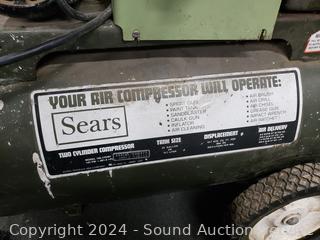 YOUR AIR COMPRESSOR WILL OPERATE:
Sears
• SPRAY GUN
• PAINT TANK
• SANDBLASTER
• CAULK GUN
• INFLATOR
• AIR CLEANING
• AIR BRUSH
• AIR DRILL
• AIR CHISEL
• GREASE GUN
• IMPACT WRENCH
• AIR RATCHET
TWO CYLINDER COMPRESSOR
TANK SIZE
DISPLACEMENT
AIR DELIVERY
Copyright © 2024 - Sound Auction Service